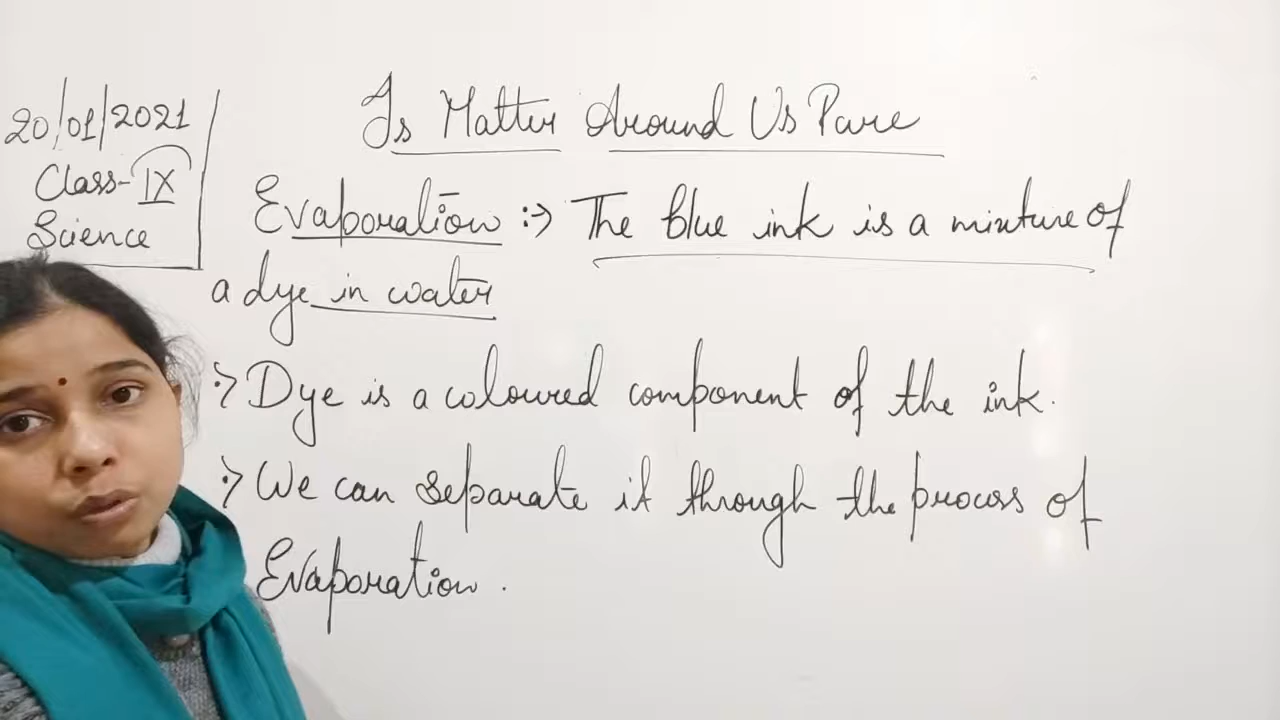 20/01/2021
Class-IX
Science
Is Matter Around Us Pure
Evaporation :-> The blue ink is a mixture of
a dye in water
:-> Dye is a coloured component of the ink.
:-> We can separate it through the process of
Evaporation.